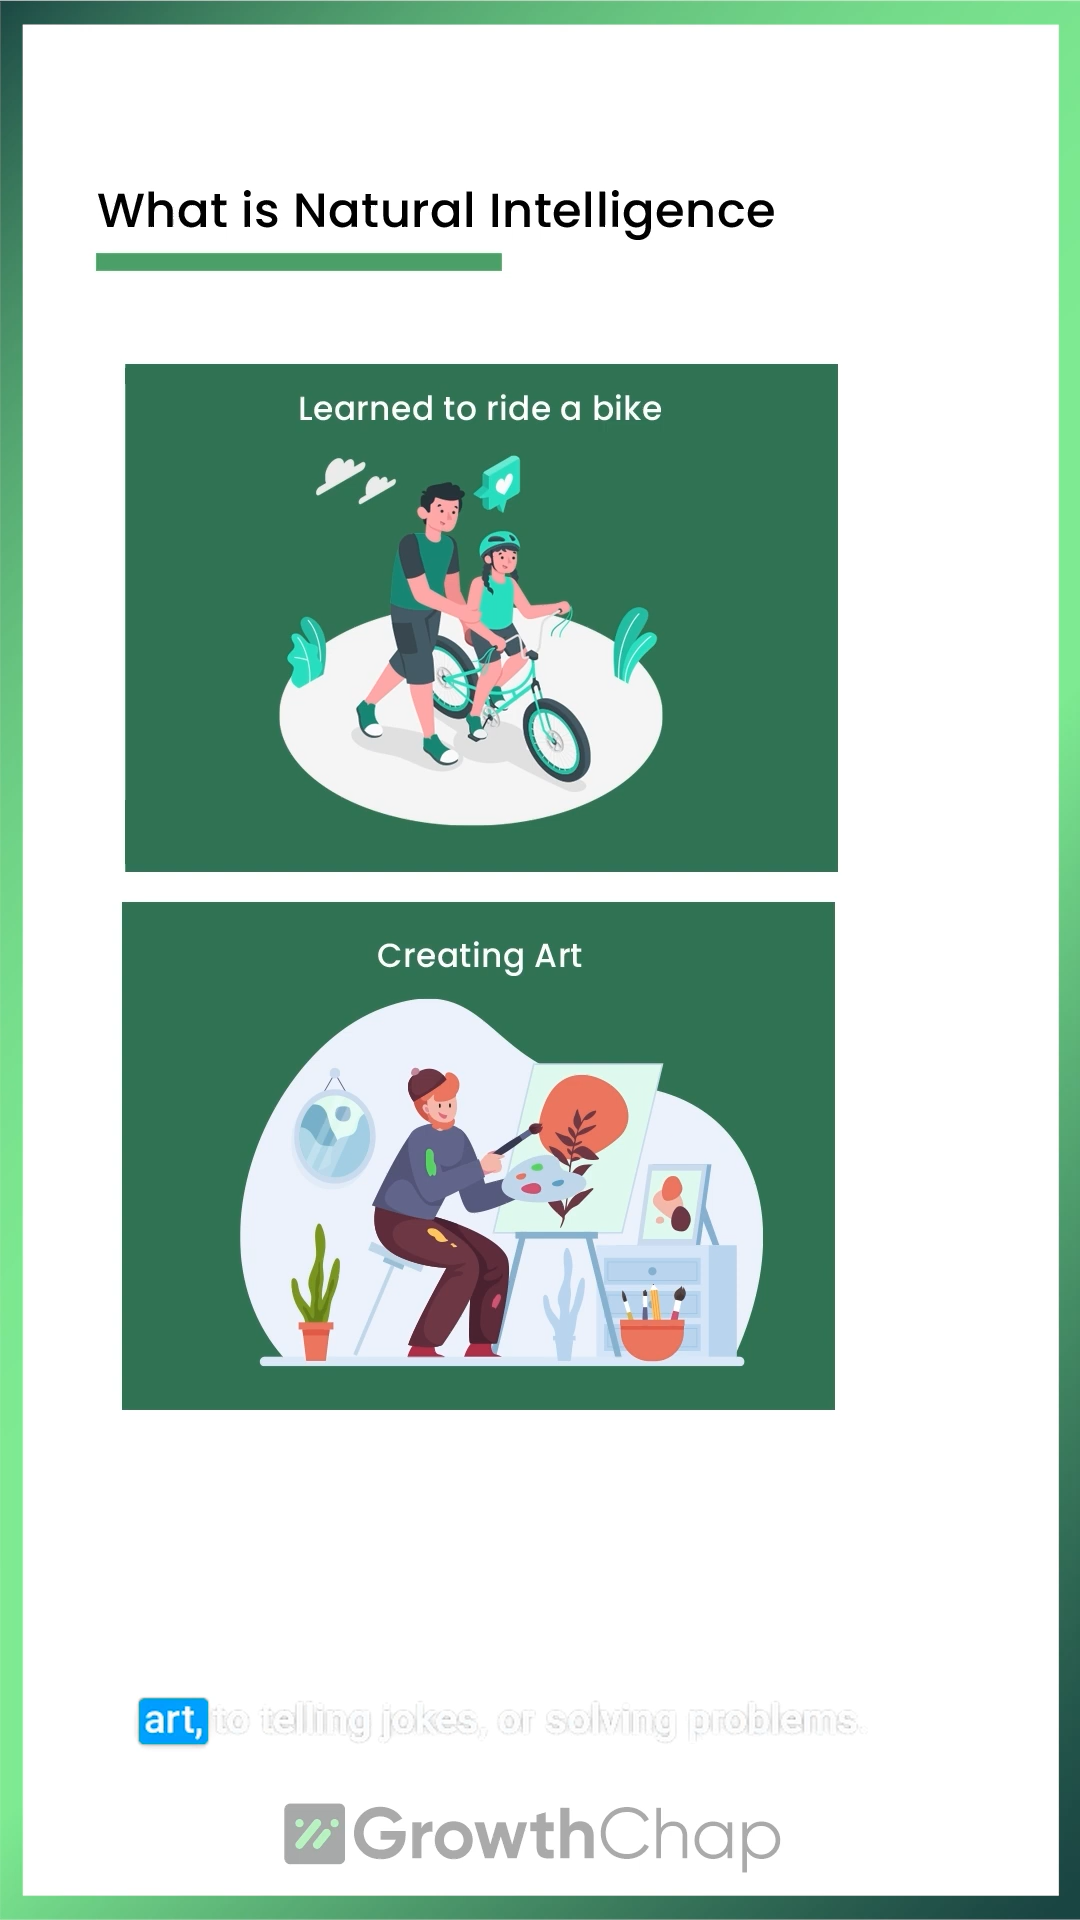 What is Natural Intelligence
Learned to ride a bike
Creating Art
art, to telling jokes, or solving problems.
GrowthChap